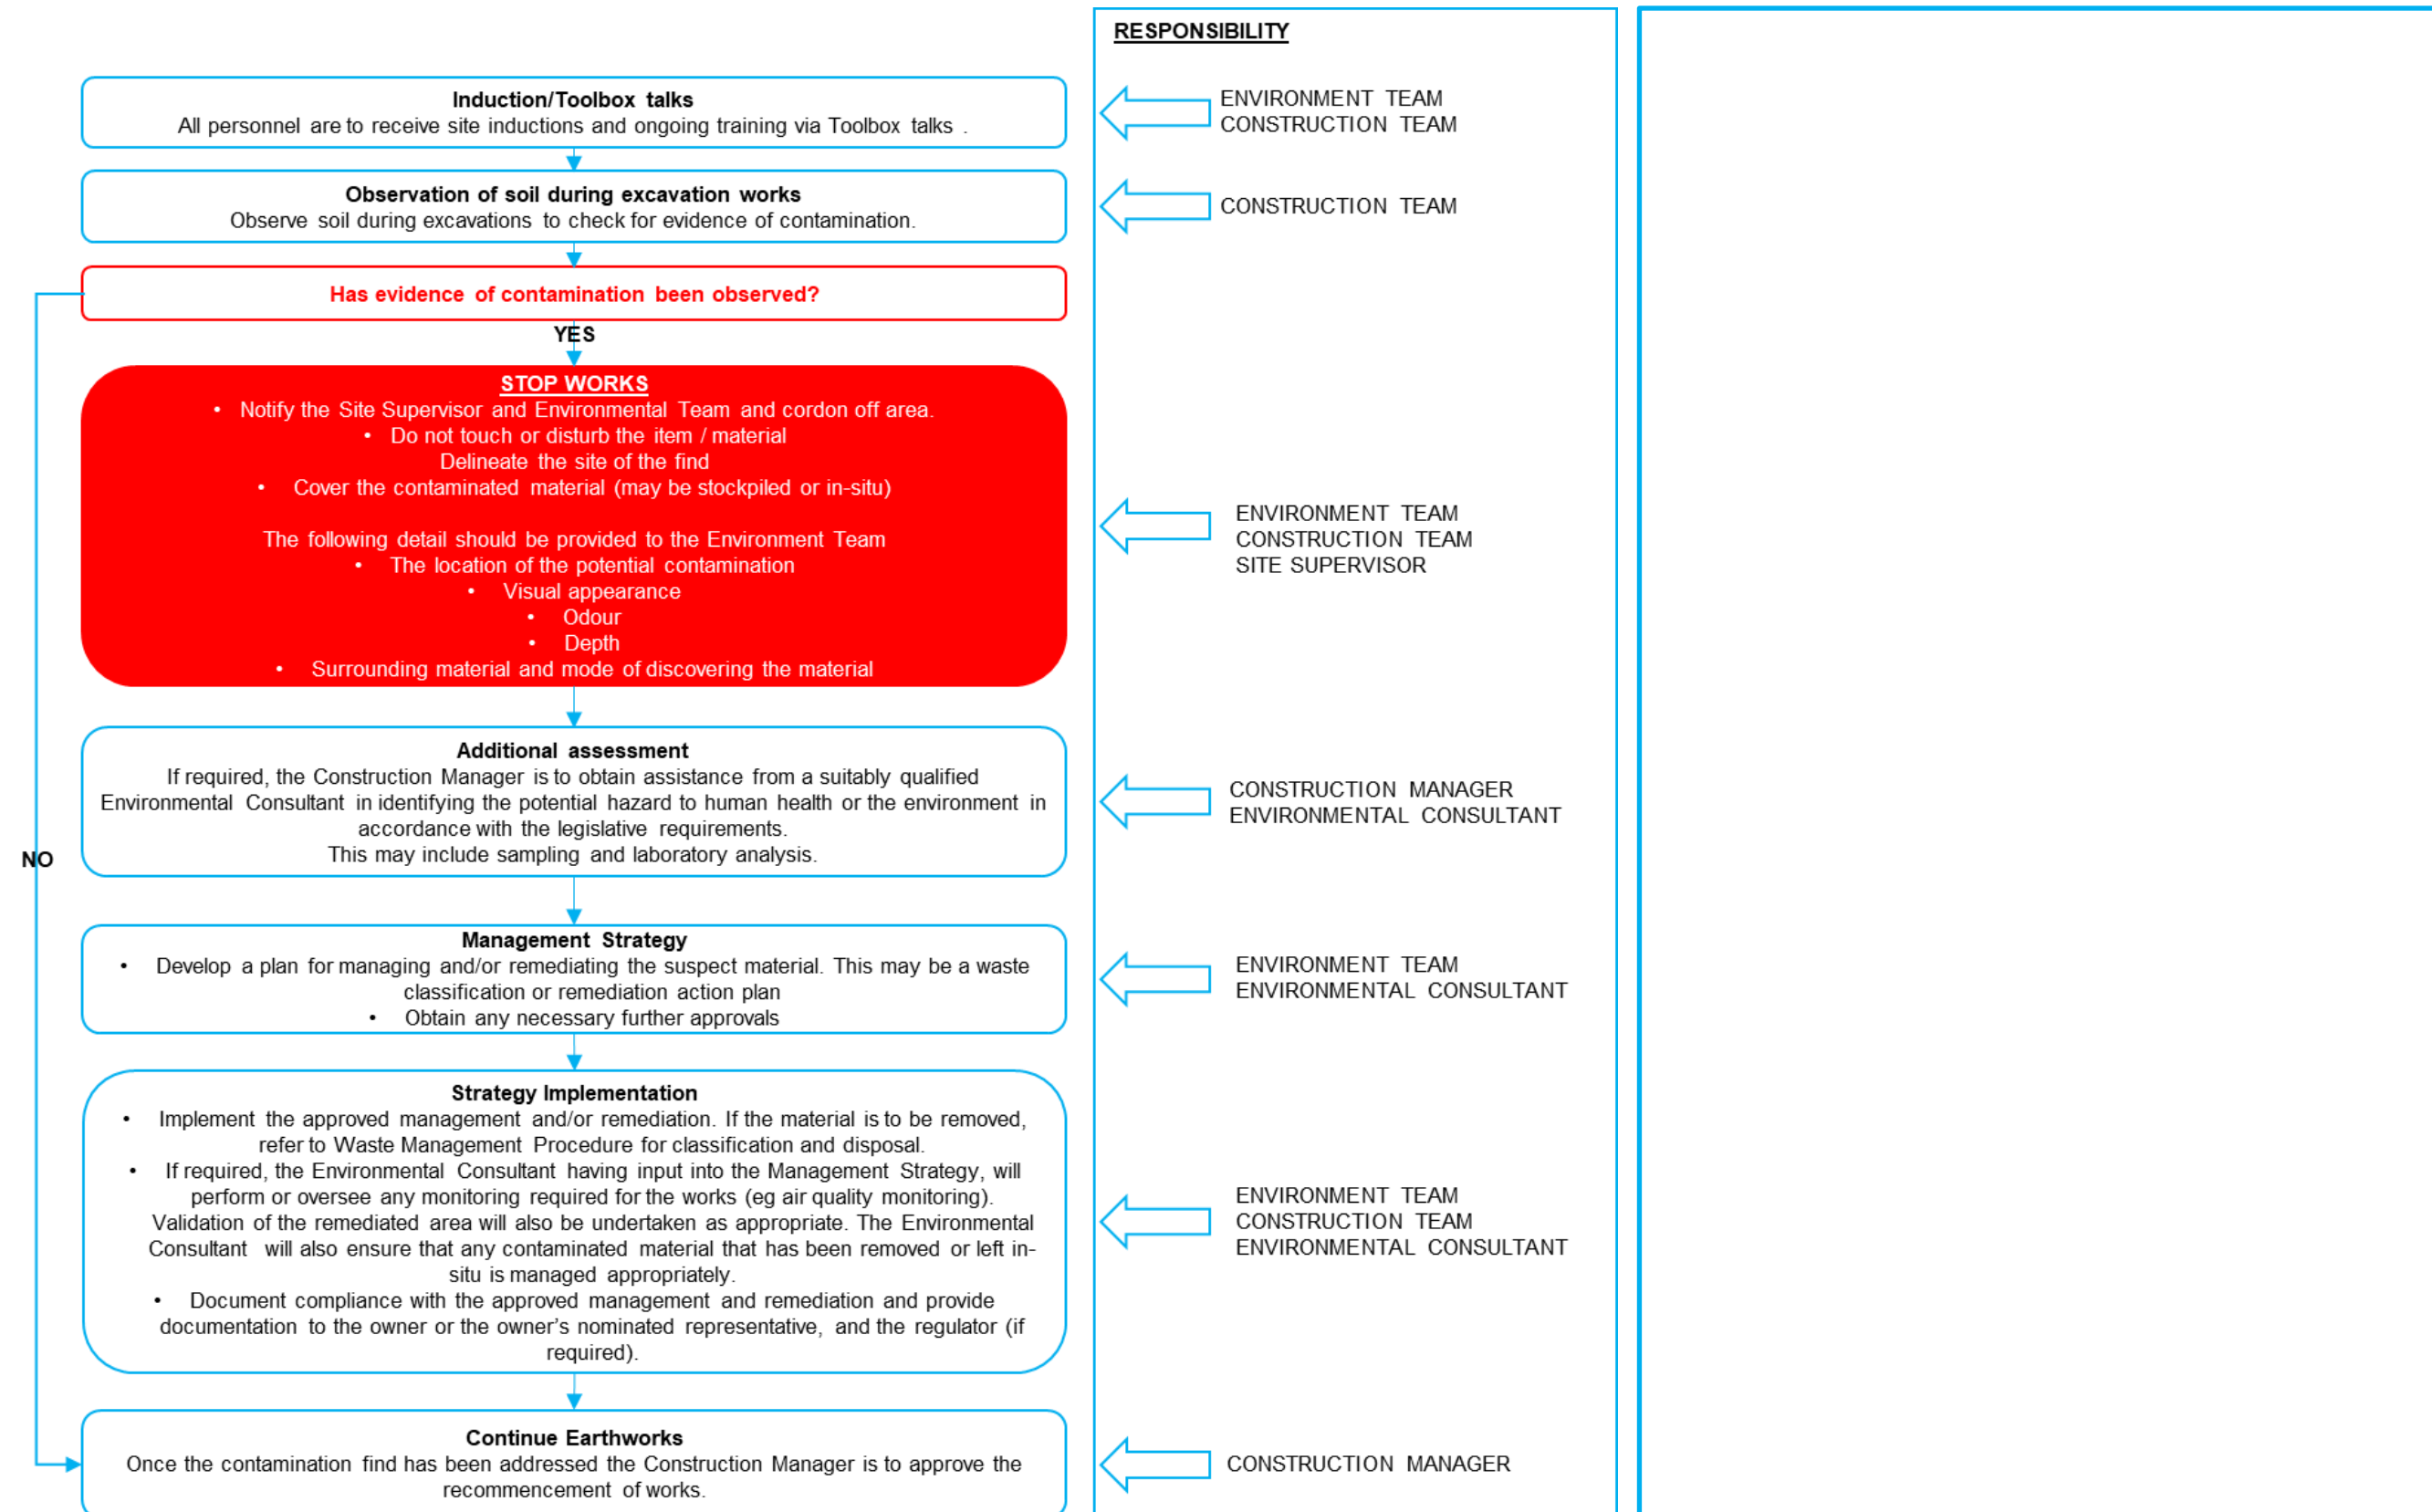 RESPONSIBILITY
Induction/Toolbox talks
All personnel are to receive site inductions and ongoing training via Toolbox talks .
ENVIRONMENT TEAM
CONSTRUCTION TEAM
Observation of soil during excavation works
Observe soil during excavations to check for evidence of contamination.
CONSTRUCTION TEAM
Has evidence of contamination been observed?
YES
STOP WORKS
• Notify the Site Supervisor and Environmental Team and cordon off area.
• Do not touch or disturb the item / material
Delineate the site of the find
• Cover the contaminated material (may be stockpiled or in-situ)
The following detail should be provided to the Environment Team
• The location of the potential contamination
• Visual appearance
• Odour
• Depth
• Surrounding material and mode of discovering the material
ENVIRONMENT TEAM
CONSTRUCTION TEAM
SITE SUPERVISOR
Additional assessment
If required, the Construction Manager is to obtain assistance from a suitably qualified
Environmental Consultant in identifying the potential hazard to human health or the environment in
accordance with the legislative requirements.
This may include sampling and laboratory analysis.
CONSTRUCTION MANAGER
ENVIRONMENTAL CONSULTANT
NO
Management Strategy
• Develop a plan for managing and/or remediating the suspect material. This may be a waste
classification or remediation action plan
• Obtain any necessary further approvals
ENVIRONMENT TEAM
ENVIRONMENTAL CONSULTANT
Strategy Implementation
• Implement the approved management and/or remediation. If the material is to be removed,
refer to Waste Management Procedure for classification and disposal.
• If required, the Environmental Consultant having input into the Management Strategy, will
perform or oversee any monitoring required for the works (eg air quality monitoring).
Validation of the remediated area will also be undertaken as appropriate. The Environmental
Consultant will also ensure that any contaminated material that has been removed or left in-
situ is managed appropriately.
• Document compliance with the approved management and remediation and provide
documentation to the owner or the owner’s nominated representative, and the regulator (if
required).
ENVIRONMENT TEAM
CONSTRUCTION TEAM
ENVIRONMENTAL CONSULTANT
Continue Earthworks
Once the contamination find has been addressed the Construction Manager is to approve the
recommencement of works.
CONSTRUCTION MANAGER